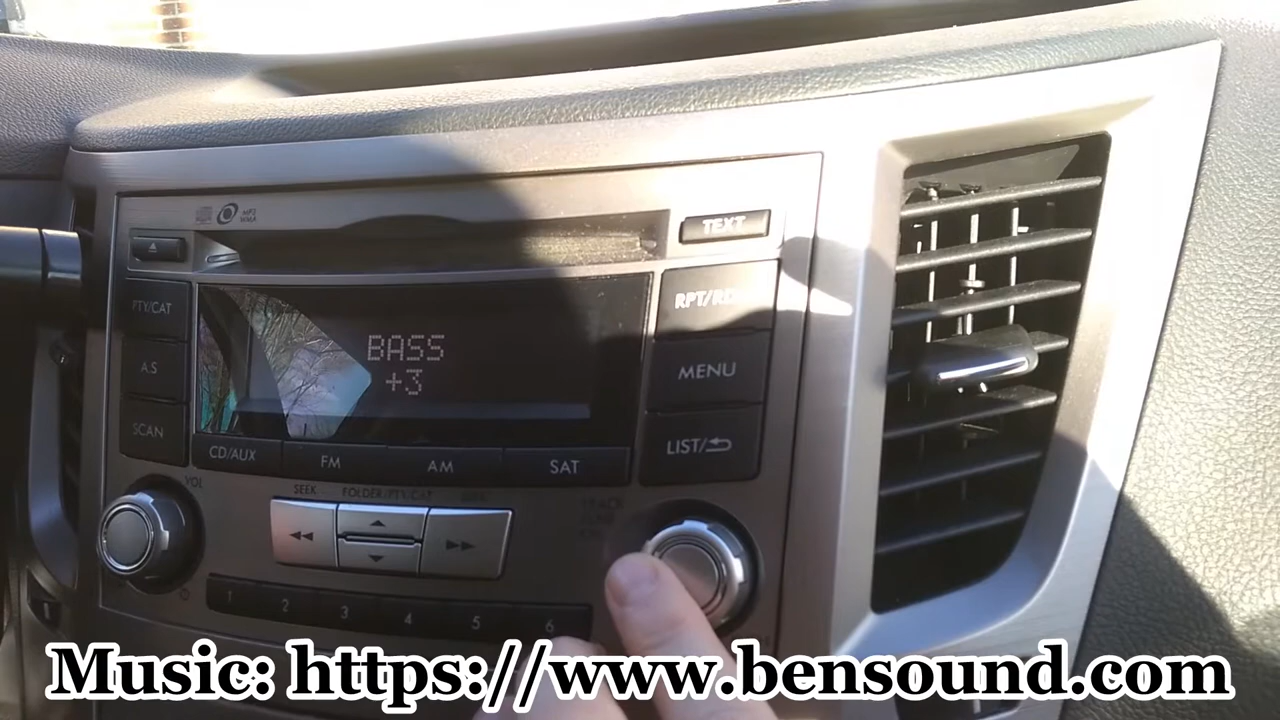 MP3
WMA
TEXT
PTY/CAT
RPT/
BASS
+3
A.S
MENU
SCAN
LIST/
CD/AUX
FM
AM
SAT
VOL
SEEK
FOLDER/PTY/CAT
1 2 3 4 5 6
Music: https://www.bensound.com